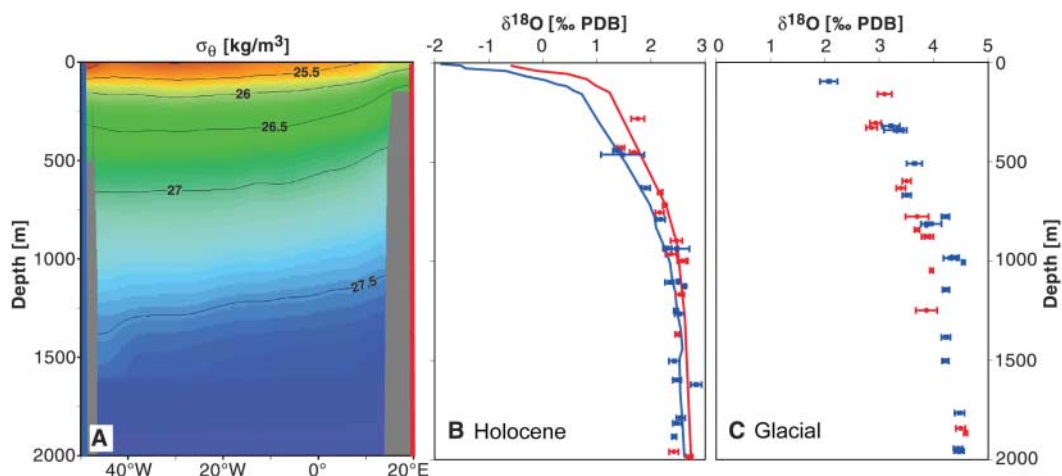 σθ [kg/m³]
δ¹⁸O [‰ PDB]
δ¹⁸O [‰ PDB]
-2 -1 0 1 2 3
0 1 2 3 4 5
0
500
1000
1500
2000
Depth [m]
25.5
26
26.5
27
27.5
A
40°W 20°W 0° 20°E
B Holocene
C Glacial
0
500
1000
1500
2000
Depth [m]